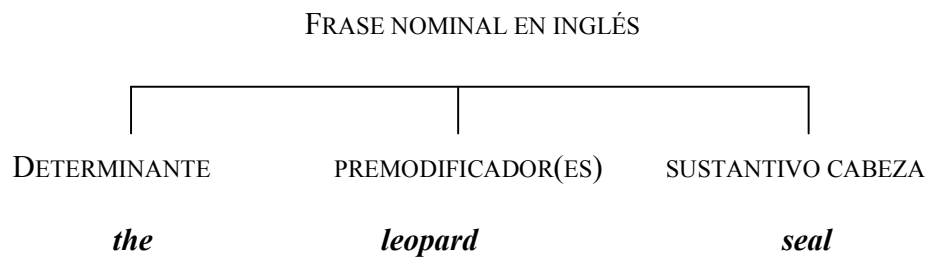 FRASE NOMINAL EN INGLÉS
DETERMINANTE PREMODIFICADOR(ES) SUSTANTIVO CABEZA
the leopard seal